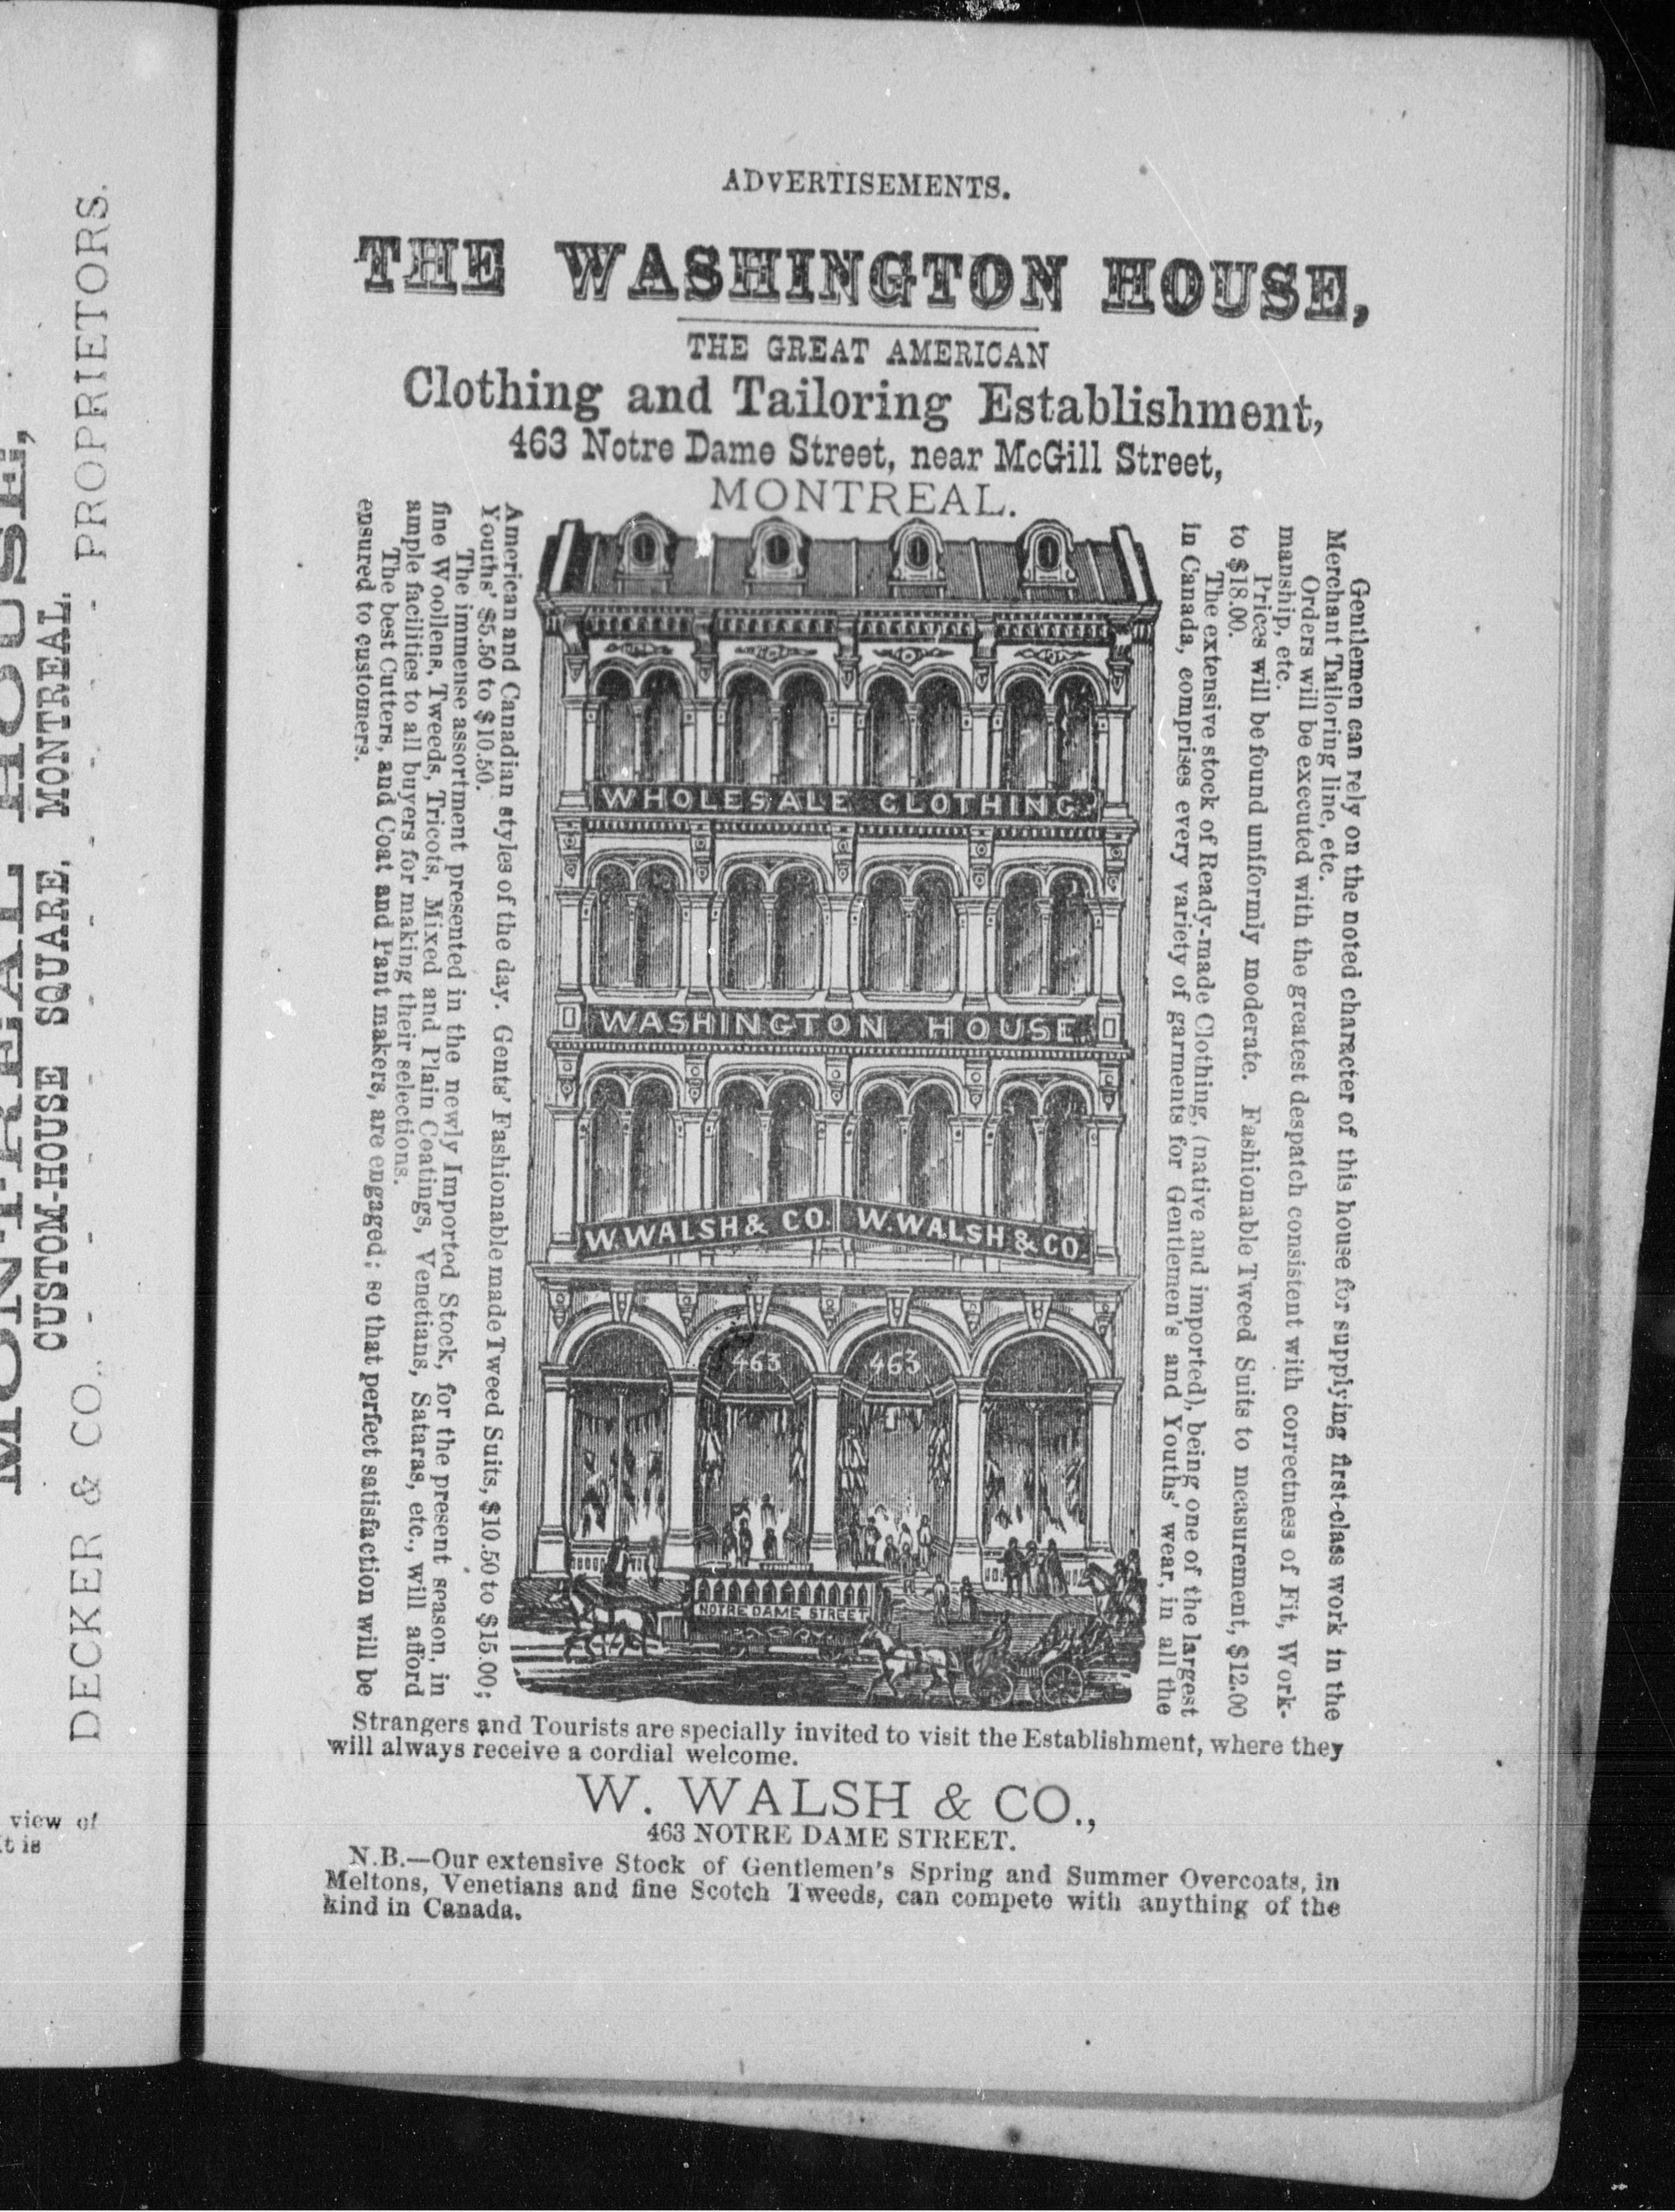 MONTREAL HOUSE,
CUSTOM-HOUSE SQUARE, MONTREAL.
DECKER & CO., - - - - - PROPRIETORS.
view of
t is
ADVERTISEMENTS.
THE WASHINGTON HOUSE,
THE GREAT AMERICAN
Clothing and Tailoring Establishment,
463 Notre Dame Street, near McGill Street,
MONTREAL.
Gentlemen can rely on the noted character of this house for supplying first-class work in the
Merchant Tailoring line, etc.
Orders will be executed with the greatest despatch consistent with correctness of Fit, Work-
manship, etc.
Prices will be found uniformly moderate. Fashionable Tweed Suits to measurement, $12.00
to $18.00.
The extensive stock of Ready-made Clothing, (native and imported), being one of the largest
in Canada, comprises every variety of garments for Gentlemen's and Youths' wear, in all the
American and Canadian styles of the day. Gents' Fashionable made Tweed Suits, $10.50 to $15.00;
Youths' $5.50 to $10.50.
The immense assortment presented in the newly Imported Stock, for the present season, in
fine Woollens, Tweeds, Tricots, Mixed and Plain Coatings, Venetians, Sataras, etc., will afford
ample facilities to all buyers for making their selections.
The best Cutters, and Coat and Pant makers, are engaged; so that perfect satisfaction will be
ensured to customers.
WHOLESALE CLOTHING
WASHINGTON HOUSE
W. WALSH & CO. W. WALSH & CO.
463 463
NOTRE DAME STREET
Strangers and Tourists are specially invited to visit the Establishment, where they
will always receive a cordial welcome.
W. WALSH & CO.,
463 NOTRE DAME STREET.
N.B.—Our extensive Stock of Gentlemen's Spring and Summer Overcoats, in
Meltons, Venetians and fine Scotch Tweeds, can compete with anything of the
kind in Canada.